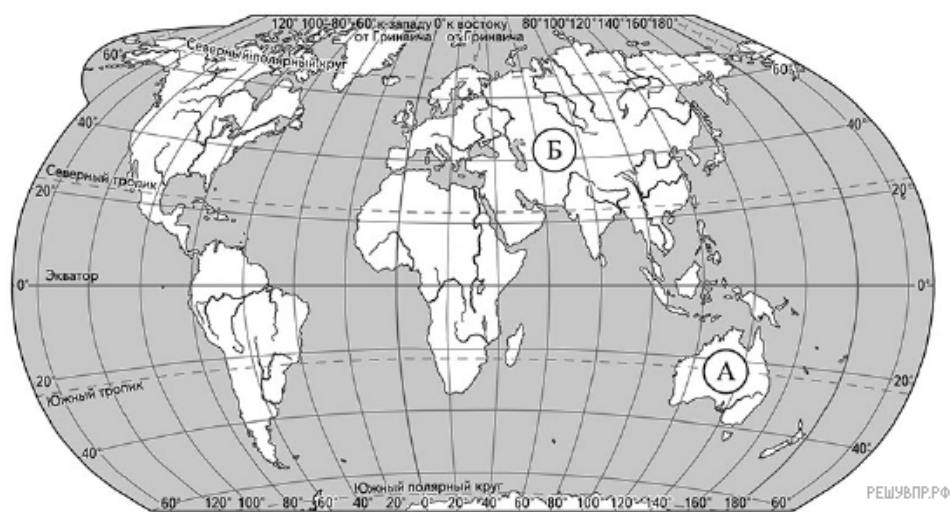 120° 100° 80° 60° к западу 0° к востоку 80° 100° 120° 140° 160° 180°
от Гринвича от Гринвича
Северный полярный круг
60° 60°
40° 40°
Северный тропик
20° 20°
Б
Экватор
0° 0°
А
20° 20°
Южный тропик
40° 40°
Южный полярный круг
60° 120° 100° 80° 60° 40° 20° 0° 20° 40° 60° 80° 100° 120° 140° 160° 180° 60°
РЕШУВПР.РФ